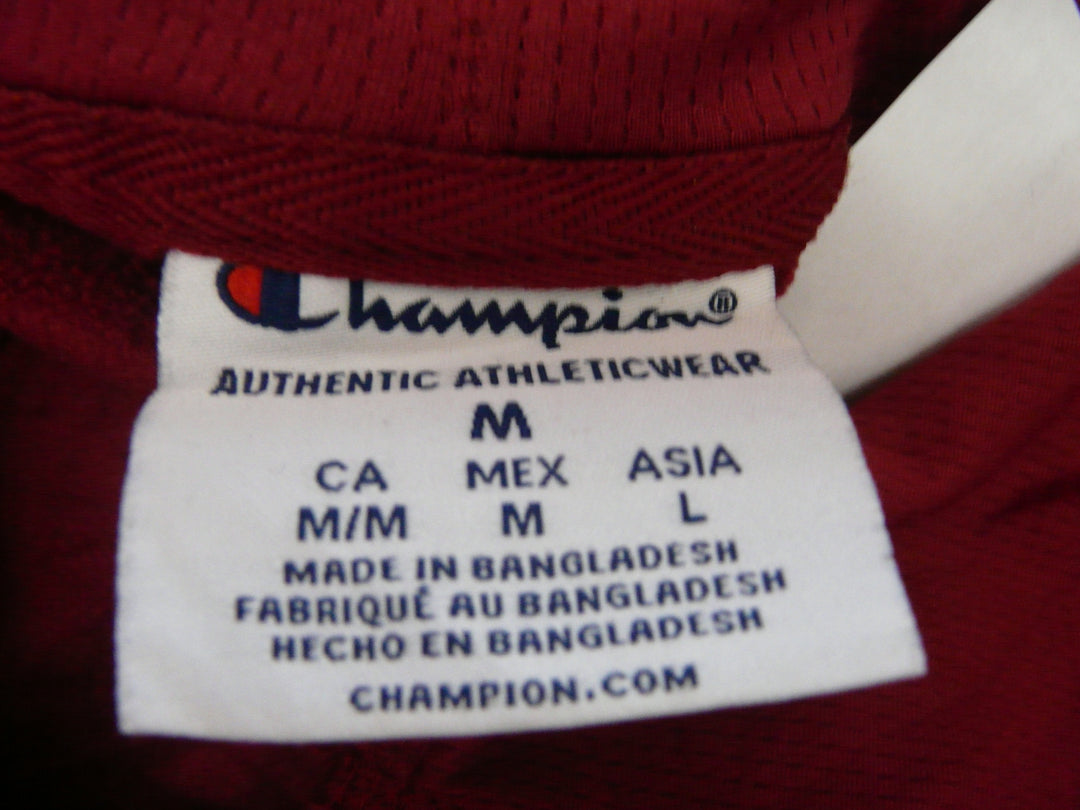 Champion®
AUTHENTIC ATHLETICWEAR
M
CA MEX ASIA
M/M M L
MADE IN BANGLADESH
FABRIQUÉ AU BANGLADESH
HECHO EN BANGLADESH
CHAMPION.COM